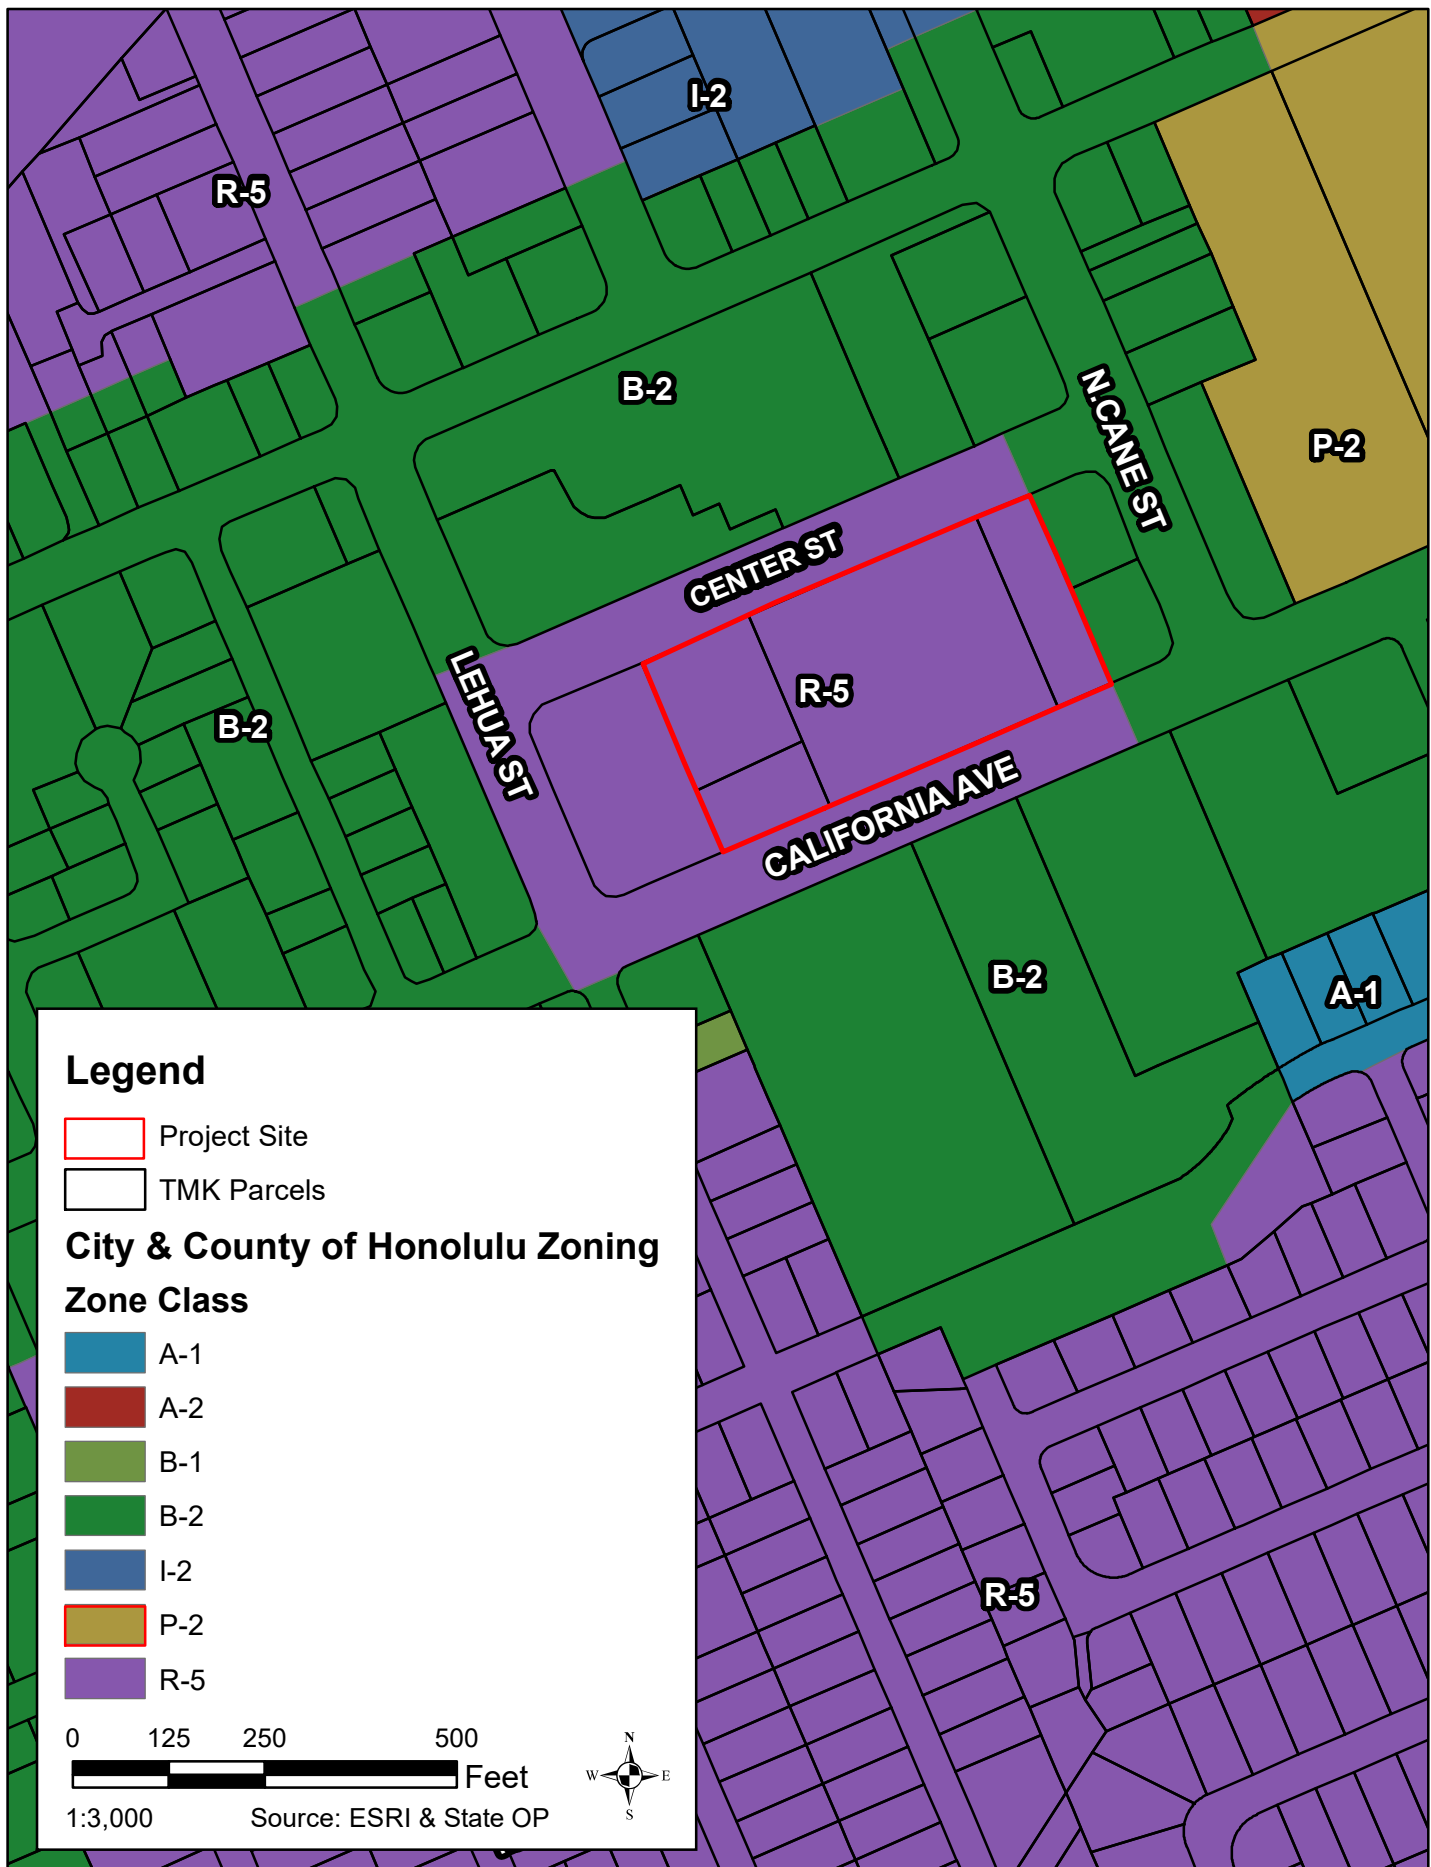 I-2
R-5
B-2
N.CANE ST
P-2
CENTER ST
R-5
LEHUA ST
B-2
CALIFORNIA AVE
B-2
A-1
R-5
Legend
Project Site
TMK Parcels
City & County of Honolulu Zoning
Zone Class
A-1
A-2
B-1
B-2
I-2
P-2
R-5
0 125 250 500
Feet
N
W E
S
1:3,000 Source: ESRI & State OP